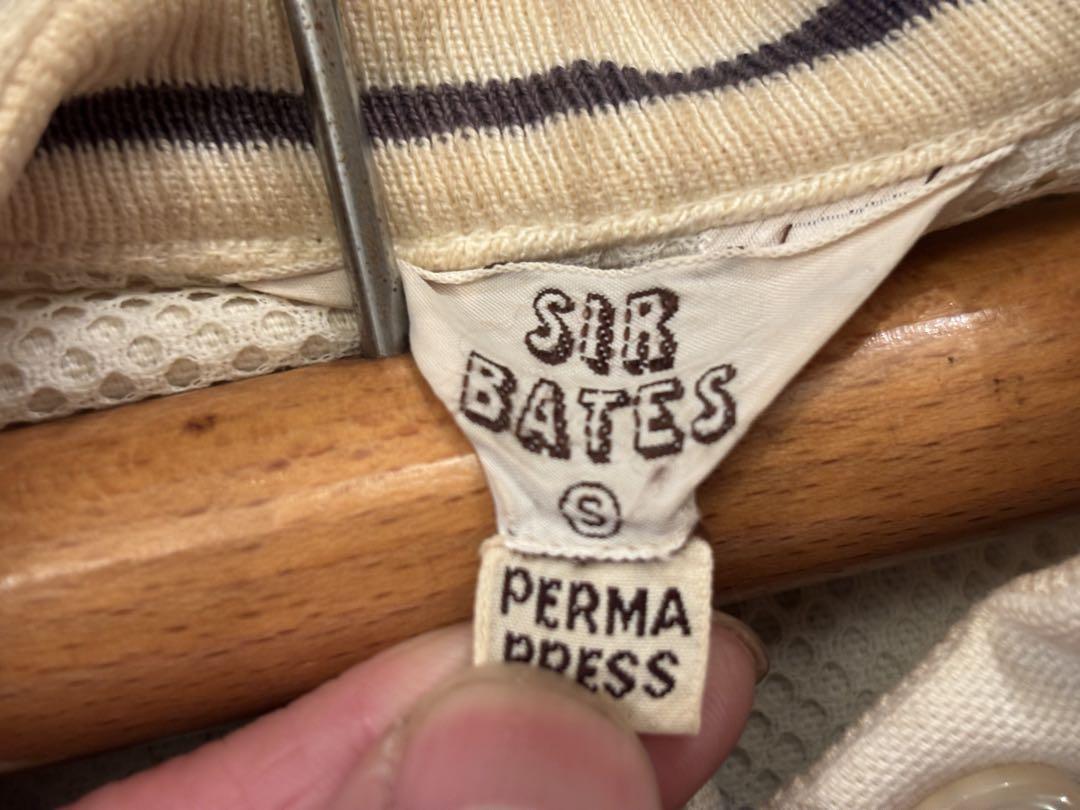 SIR
BATES
S
PERMA
PRESS